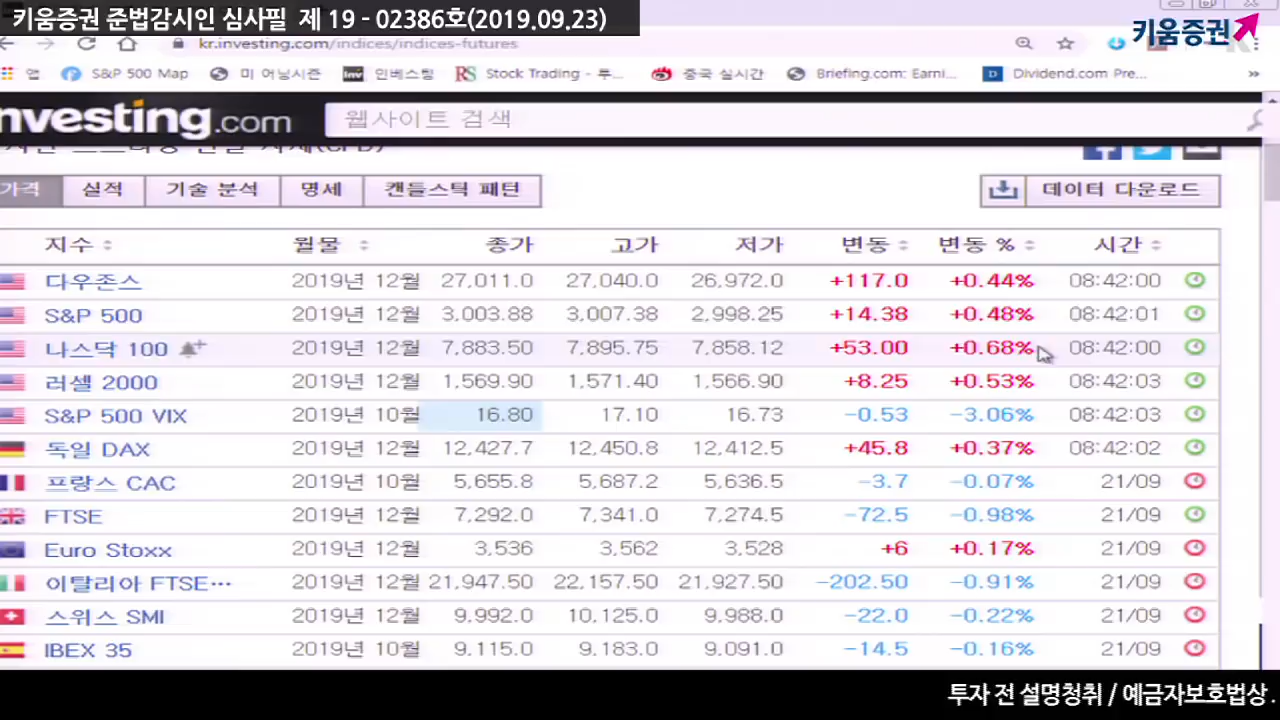 키움증권 준법감시인 심사필 제 19 - 02386호(2019.09.23)
키움증권
kr.investing.com/indices/indices-futures
앱 S&P 500 Map 미 어닝시즌 Inv 인베스팅 RS Stock Trading - 투... 중국 실시간 Briefing.com: Earni... D Dividend.com Pre... »
investing.com 웹사이트 검색
가격 실적 기술 분석 명세 캔들스틱 패턴 데이터 다운로드
지수 월물 종가 고가 저가 변동 변동 % 시간
다우존스 2019년 12월 27,011.0 27,040.0 26,972.0 +117.0 +0.44% 08:42:00
S&P 500 2019년 12월 3,003.88 3,007.38 2,998.25 +14.38 +0.48% 08:42:01
나스닥 100 2019년 12월 7,883.50 7,895.75 7,858.12 +53.00 +0.68% 08:42:00
러셀 2000 2019년 12월 1,569.90 1,571.40 1,566.90 +8.25 +0.53% 08:42:03
S&P 500 VIX 2019년 10월 16.80 17.10 16.73 -0.53 -3.06% 08:42:03
독일 DAX 2019년 12월 12,427.7 12,450.8 12,412.5 +45.8 +0.37% 08:42:02
프랑스 CAC 2019년 10월 5,655.8 5,687.2 5,636.5 -3.7 -0.07% 21/09
FTSE 2019년 12월 7,292.0 7,341.0 7,274.5 -72.5 -0.98% 21/09
Euro Stoxx 2019년 12월 3,536 3,562 3,528 +6 +0.17% 21/09
이탈리아 FTSE… 2019년 12월 21,947.50 22,157.50 21,927.50 -202.50 -0.91% 21/09
스위스 SMI 2019년 12월 9,992.0 10,125.0 9,988.0 -22.0 -0.22% 21/09
IBEX 35 2019년 10월 9,115.0 9,183.0 9,091.0 -14.5 -0.16% 21/09
투자 전 설명청취 / 예금자보호법상 .